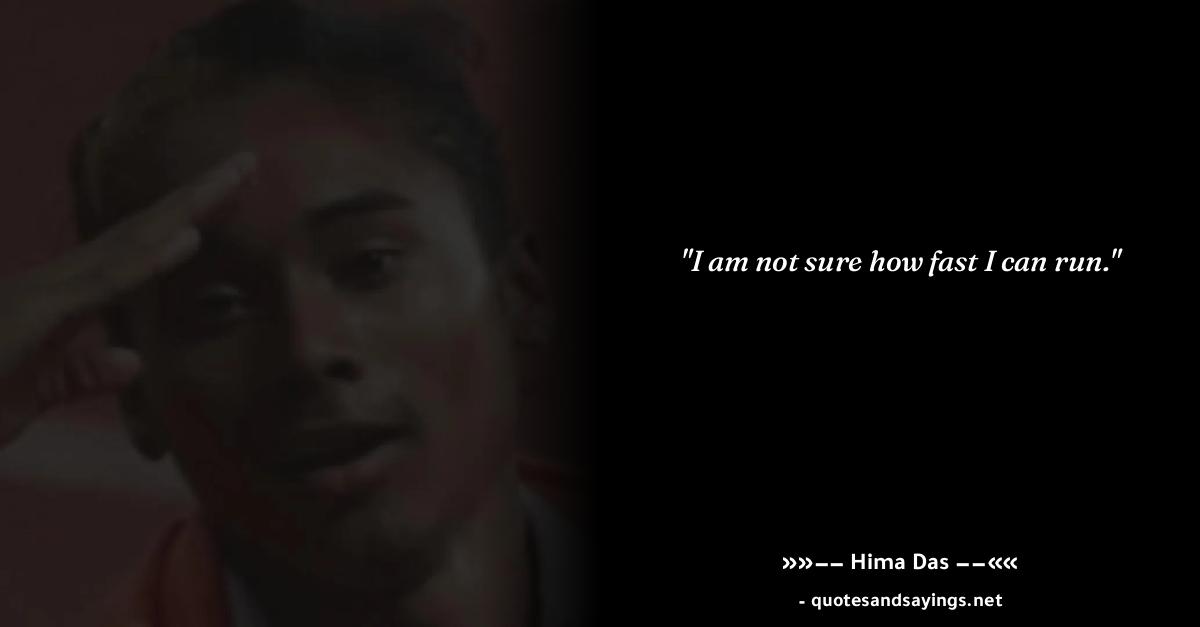 "I am not sure how fast I can run."
»»−− Hima Das −−««
- quotesandsayings.net